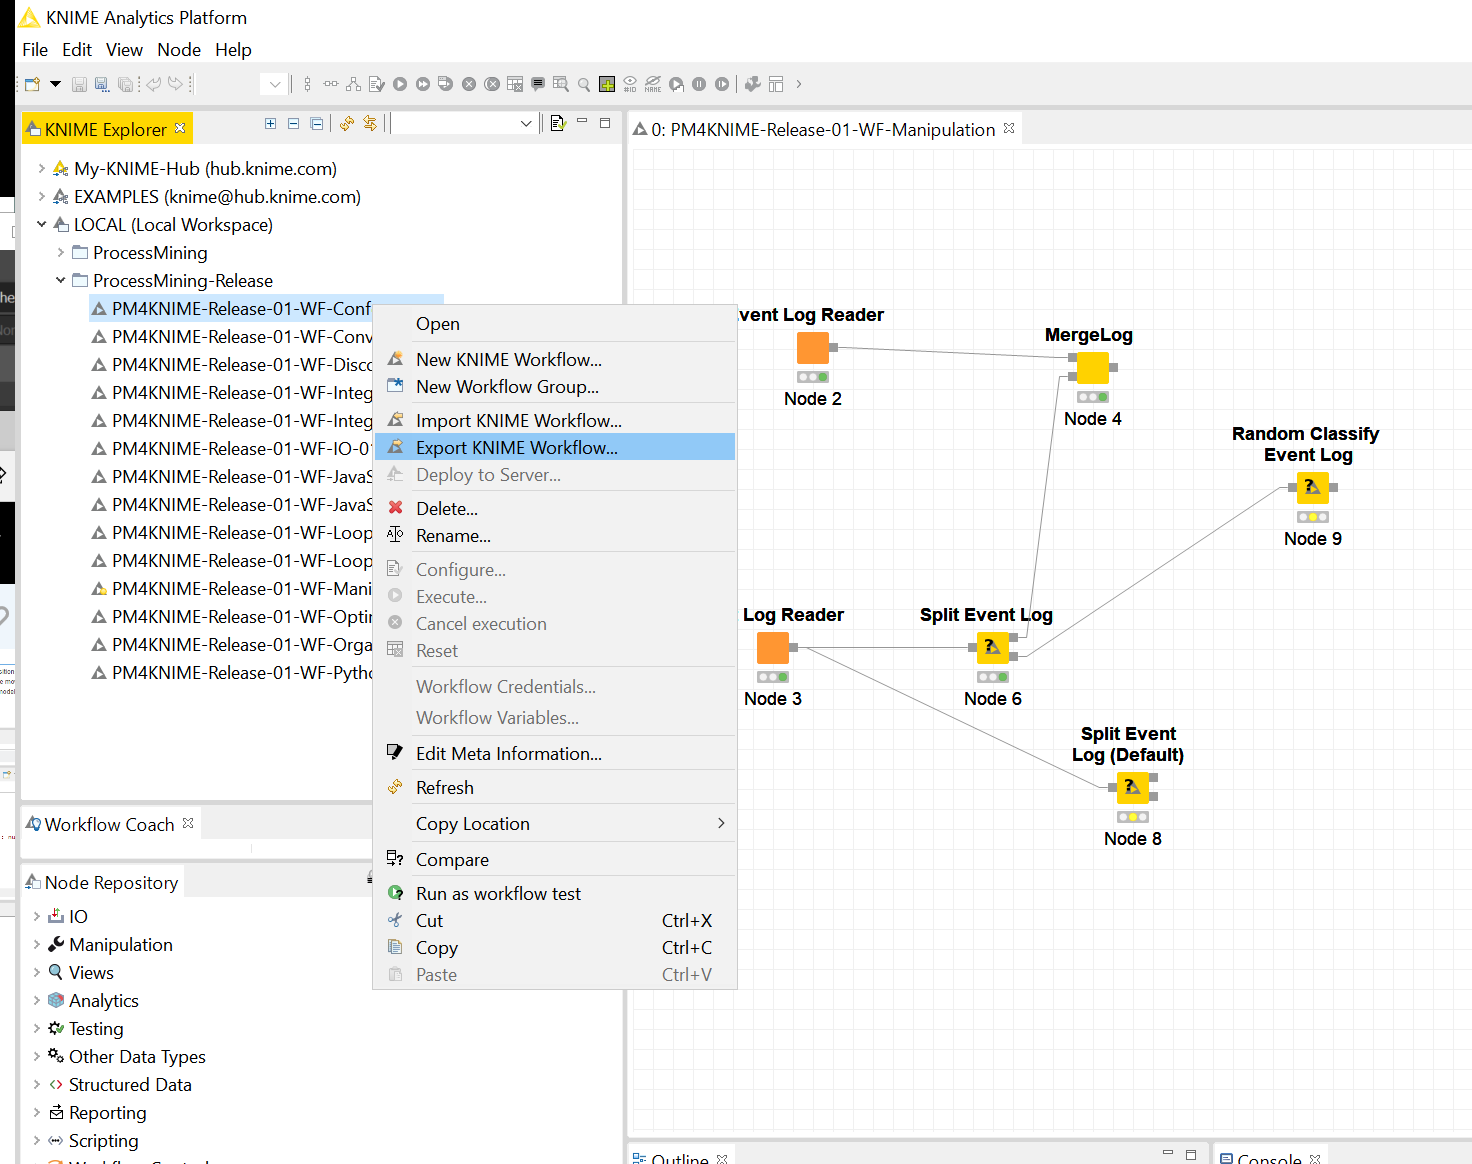 KNIME Analytics Platform
File Edit View Node Help
KNIME Explorer
My-KNIME-Hub (hub.knime.com)
EXAMPLES (knime@hub.knime.com)
LOCAL (Local Workspace)
ProcessMining
ProcessMining-Release
PM4KNIME-Release-01-WF-Conf
PM4KNIME-Release-01-WF-Conv
PM4KNIME-Release-01-WF-Disco
PM4KNIME-Release-01-WF-Integ
PM4KNIME-Release-01-WF-Integ
PM4KNIME-Release-01-WF-IO-0
PM4KNIME-Release-01-WF-JavaS
PM4KNIME-Release-01-WF-JavaS
PM4KNIME-Release-01-WF-Loop
PM4KNIME-Release-01-WF-Loop
PM4KNIME-Release-01-WF-Mani
PM4KNIME-Release-01-WF-Optin
PM4KNIME-Release-01-WF-Orga
PM4KNIME-Release-01-WF-Pytho
Open
New KNIME Workflow...
New Workflow Group...
Import KNIME Workflow...
Export KNIME Workflow...
Deploy to Server...
Delete...
Rename...
Configure...
Execute...
Cancel execution
Reset
Workflow Credentials...
Workflow Variables...
Edit Meta Information...
Refresh
Copy Location
Compare
Run as workflow test
Cut Ctrl+X
Copy Ctrl+C
Paste Ctrl+V
Workflow Coach
Node Repository
IO
Manipulation
Views
Analytics
Testing
Other Data Types
Structured Data
Reporting
Scripting
0: PM4KNIME-Release-01-WF-Manipulation
vent Log Reader
Node 2
MergeLog
Node 4
Random Classify
Event Log
Node 9
Log Reader
Node 3
Split Event Log
Node 6
Split Event
Log (Default)
Node 8
Outline
Console